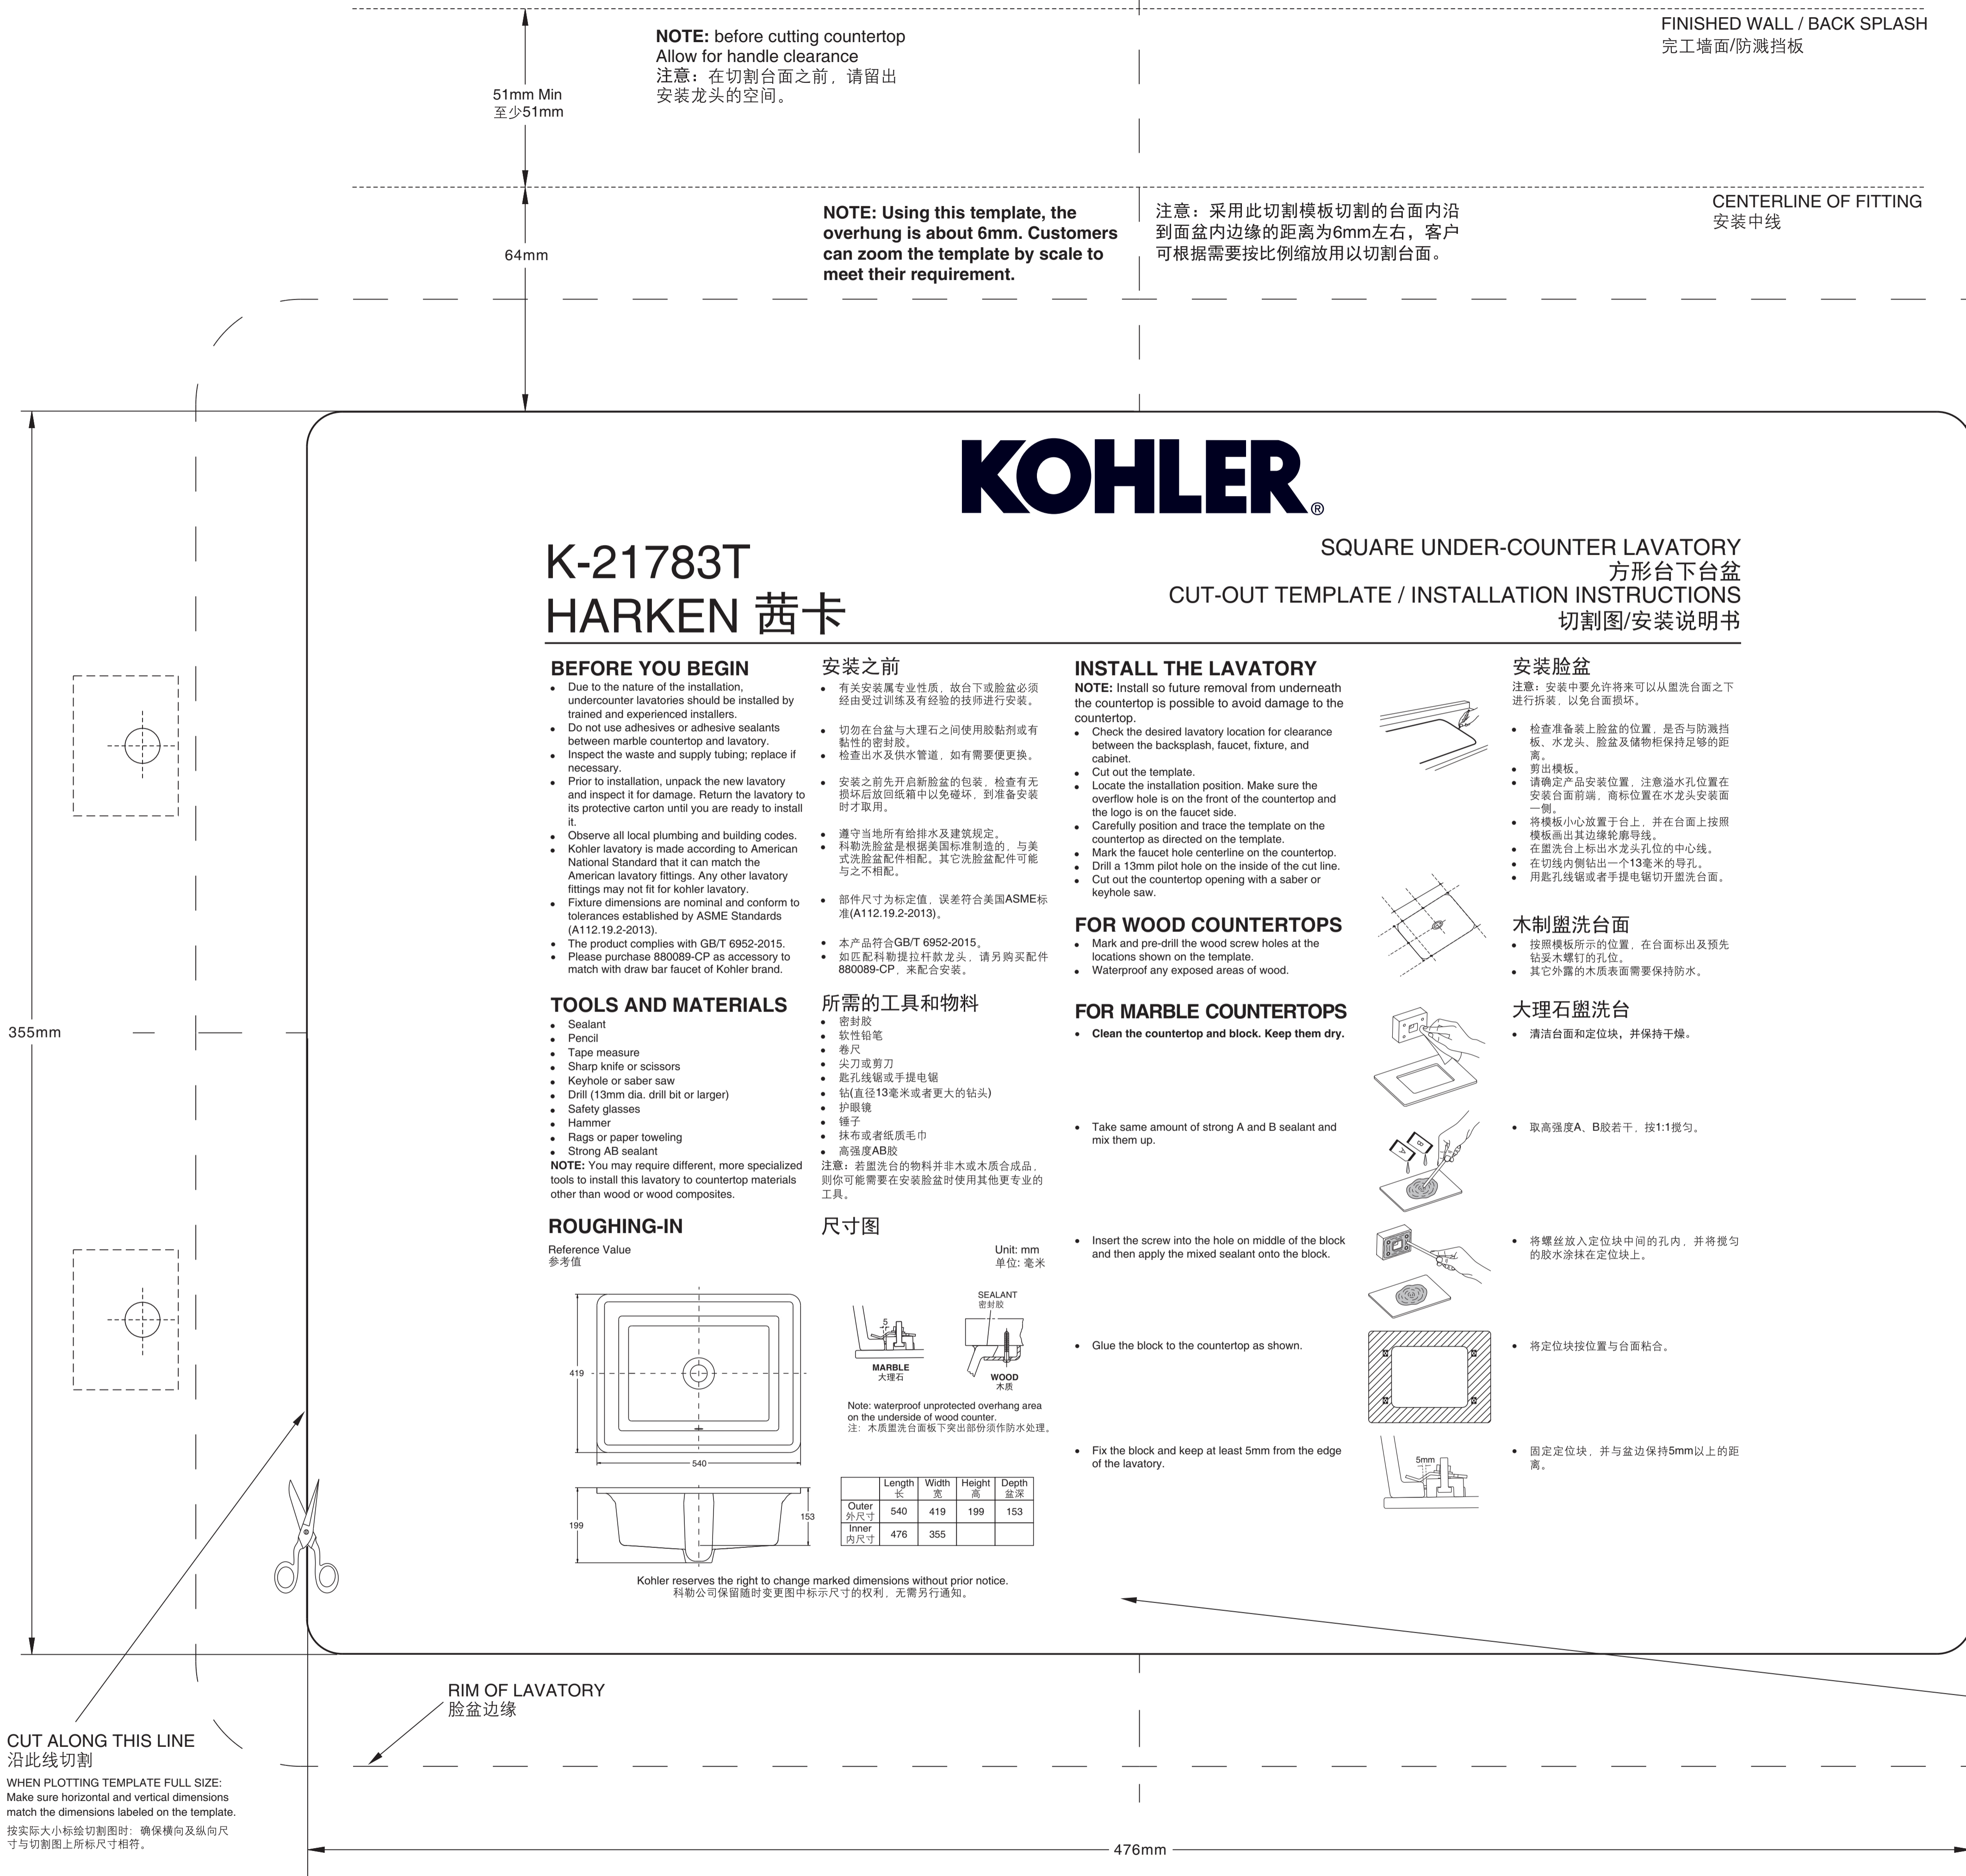 NOTE: before cutting countertop
Allow for handle clearance
注意：在切割台面之前，请留出
安装龙头的空间。
FINISHED WALL / BACK SPLASH
完工墙面/防溅挡板
51mm Min
至少51mm
CENTERLINE OF FITTING
安装中线
64mm
NOTE: Using this template, the
overhung is about 6mm. Customers
can zoom the template by scale to
meet their requirement.
注意：采用此切割模板切割的台面内沿
到面盆内边缘的距离为6mm左右，客户
可根据需要按比例缩放用以切割台面。
KOHLER®
K-21783T
HARKEN 茜卡
SQUARE UNDER-COUNTER LAVATORY
方形台下台盆
CUT-OUT TEMPLATE / INSTALLATION INSTRUCTIONS
切割图/安装说明书
BEFORE YOU BEGIN
• Due to the nature of the installation,
undercounter lavatories should be installed by
trained and experienced installers.
• Do not use adhesives or adhesive sealants
between marble countertop and lavatory.
• Inspect the waste and supply tubing; replace if
necessary.
• Prior to installation, unpack the new lavatory
and inspect it for damage. Return the lavatory to
its protective carton until you are ready to install
it.
• Observe all local plumbing and building codes.
• Kohler lavatory is made according to American
National Standard that it can match the
American lavatory fittings. Any other lavatory
fittings may not fit for kohler lavatory.
• Fixture dimensions are nominal and conform to
tolerances established by ASME Standards
(A112.19.2-2013).
• The product complies with GB/T 6952-2015.
• Please purchase 880089-CP as accessory to
match with draw bar faucet of Kohler brand.
安装之前
• 有关安装属专业性质，故台下或脸盆必须
经由受过训练及有经验的技师进行安装。
• 切勿在台盆与大理石之间使用胶黏剂或有
黏性的密封胶。
• 检查出水及供水管道，如有需要便更换。
• 安装之前先开启新脸盆的包装，检查有无
损坏后放回纸箱中以免碰坏，到准备安装
时才取用。
• 遵守当地所有给排水及建筑规定。
• 科勒洗脸盆是根据美国标准制造的，与美
式洗脸盆配件相配。其它洗脸盆配件可能
与之不相配。
• 部件尺寸为标定值，误差符合美国ASME标
准(A112.19.2-2013)。
• 本产品符合GB/T 6952-2015。
• 如匹配科勒提拉杆款龙头，请另购买配件
880089-CP，来配合安装。
TOOLS AND MATERIALS
• Sealant
• Pencil
• Tape measure
• Sharp knife or scissors
• Keyhole or saber saw
• Drill (13mm dia. drill bit or larger)
• Safety glasses
• Hammer
• Rags or paper toweling
• Strong AB sealant
NOTE: You may require different, more specialized
tools to install this lavatory to countertop materials
other than wood or wood composites.
所需的工具和物料
• 密封胶
• 软性铅笔
• 卷尺
• 尖刀或剪刀
• 匙孔线锯或手提电锯
• 钻(直径13毫米或者更大的钻头)
• 护眼镜
• 锤子
• 抹布或者纸质毛巾
• 高强度AB胶
注意：若盥洗台的物料并非木或木质合成品，
则你可能需要在安装脸盆时使用其他更专业的
工具。
ROUGHING-IN
尺寸图
Reference Value
参考值
Unit: mm
单位: 毫米
419
540
199
153
5
MARBLE
大理石
SEALANT
密封胶
WOOD
木质
Note: waterproof unprotected overhang area
on the underside of wood counter.
注: 木质盥洗台面板下突出部份须作防水处理。
Length Width Height Depth
长 宽 高 盆深
Outer
外尺寸 540 419 199 153
Inner
内尺寸 476 355
Kohler reserves the right to change marked dimensions without prior notice.
科勒公司保留随时变更图中标示尺寸的权利，无需另行通知。
INSTALL THE LAVATORY
NOTE: Install so future removal from underneath
the countertop is possible to avoid damage to the
countertop.
• Check the desired lavatory location for clearance
between the backsplash, faucet, fixture, and
cabinet.
• Cut out the template.
• Locate the installation position. Make sure the
overflow hole is on the front of the countertop and
the logo is on the faucet side.
• Carefully position and trace the template on the
countertop as directed on the template.
• Mark the faucet hole centerline on the countertop.
• Drill a 13mm pilot hole on the inside of the cut line.
• Cut out the countertop opening with a saber or
keyhole saw.
FOR WOOD COUNTERTOPS
• Mark and pre-drill the wood screw holes at the
locations shown on the template.
• Waterproof any exposed areas of wood.
FOR MARBLE COUNTERTOPS
• Clean the countertop and block. Keep them dry.
• Take same amount of strong A and B sealant and
mix them up.
A B
• Insert the screw into the hole on middle of the block
and then apply the mixed sealant onto the block.
• Glue the block to the countertop as shown.
• Fix the block and keep at least 5mm from the edge
of the lavatory.
5mm
安装脸盆
注意：安装中要允许将来可以从盥洗台面之下
进行拆装，以免台面损坏。
• 检查准备装上脸盆的位置，是否与防溅挡
板、水龙头、脸盆及储物柜保持足够的距
离。
• 剪出模板。
• 请确定产品安装位置，注意溢水孔位置在
安装台面前端，商标位置在水龙头安装面
一侧。
• 将模板小心放置于台上，并在台面上按照
模板画出其边缘轮廓导线。
• 在盥洗台上标出水龙头孔位的中心线。
• 在切线内侧钻出一个13毫米的导孔。
• 用匙孔线锯或者手提电锯切开盥洗台面。
木制盥洗台面
• 按照模板所示的位置，在台面标出及预先
钻妥木螺钉的孔位。
• 其它外露的木质表面需要保持防水。
大理石盥洗台
• 清洁台面和定位块，并保持干燥。
• 取高强度A、B胶若干，按1:1搅匀。
• 将螺丝放入定位块中间的孔内，并将搅匀
的胶水涂抹在定位块上。
• 将定位块按位置与台面粘合。
• 固定定位块，并与盆边保持5mm以上的距
离。
355mm
RIM OF LAVATORY
脸盆边缘
CUT ALONG THIS LINE
沿此线切割
WHEN PLOTTING TEMPLATE FULL SIZE:
Make sure horizontal and vertical dimensions
match the dimensions labeled on the template.
按实际大小标绘切割图时：确保横向及纵向尺
寸与切割图上所标尺寸相符。
476mm